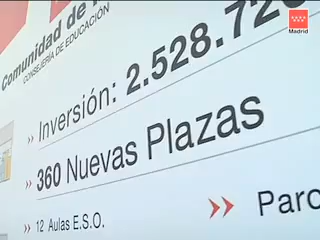 Comunidad de
CONSEJERÍA DE EDUCACIÓN
» Inversión: 2.528.72
» 360 Nuevas Plazas
» 12 Aulas E.S.O.
» Parc
Madrid